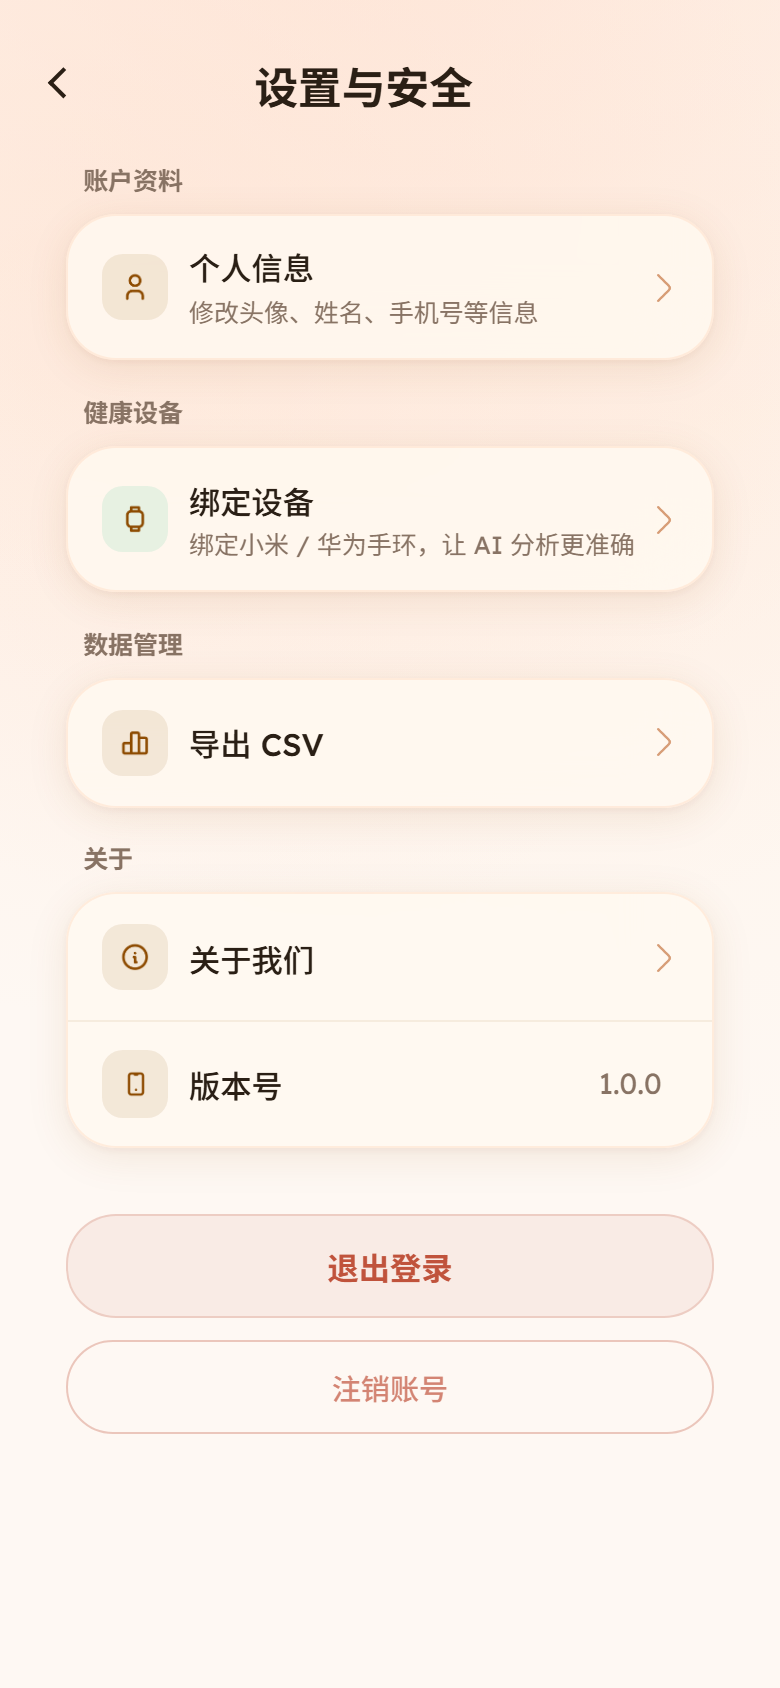 设置与安全
账户资料
个人信息
修改头像、姓名、手机号等信息
健康设备
绑定设备
绑定小米 / 华为手环，让 AI 分析更准确
数据管理
导出 CSV
关于
关于我们
版本号
1.0.0
退出登录
注销账号